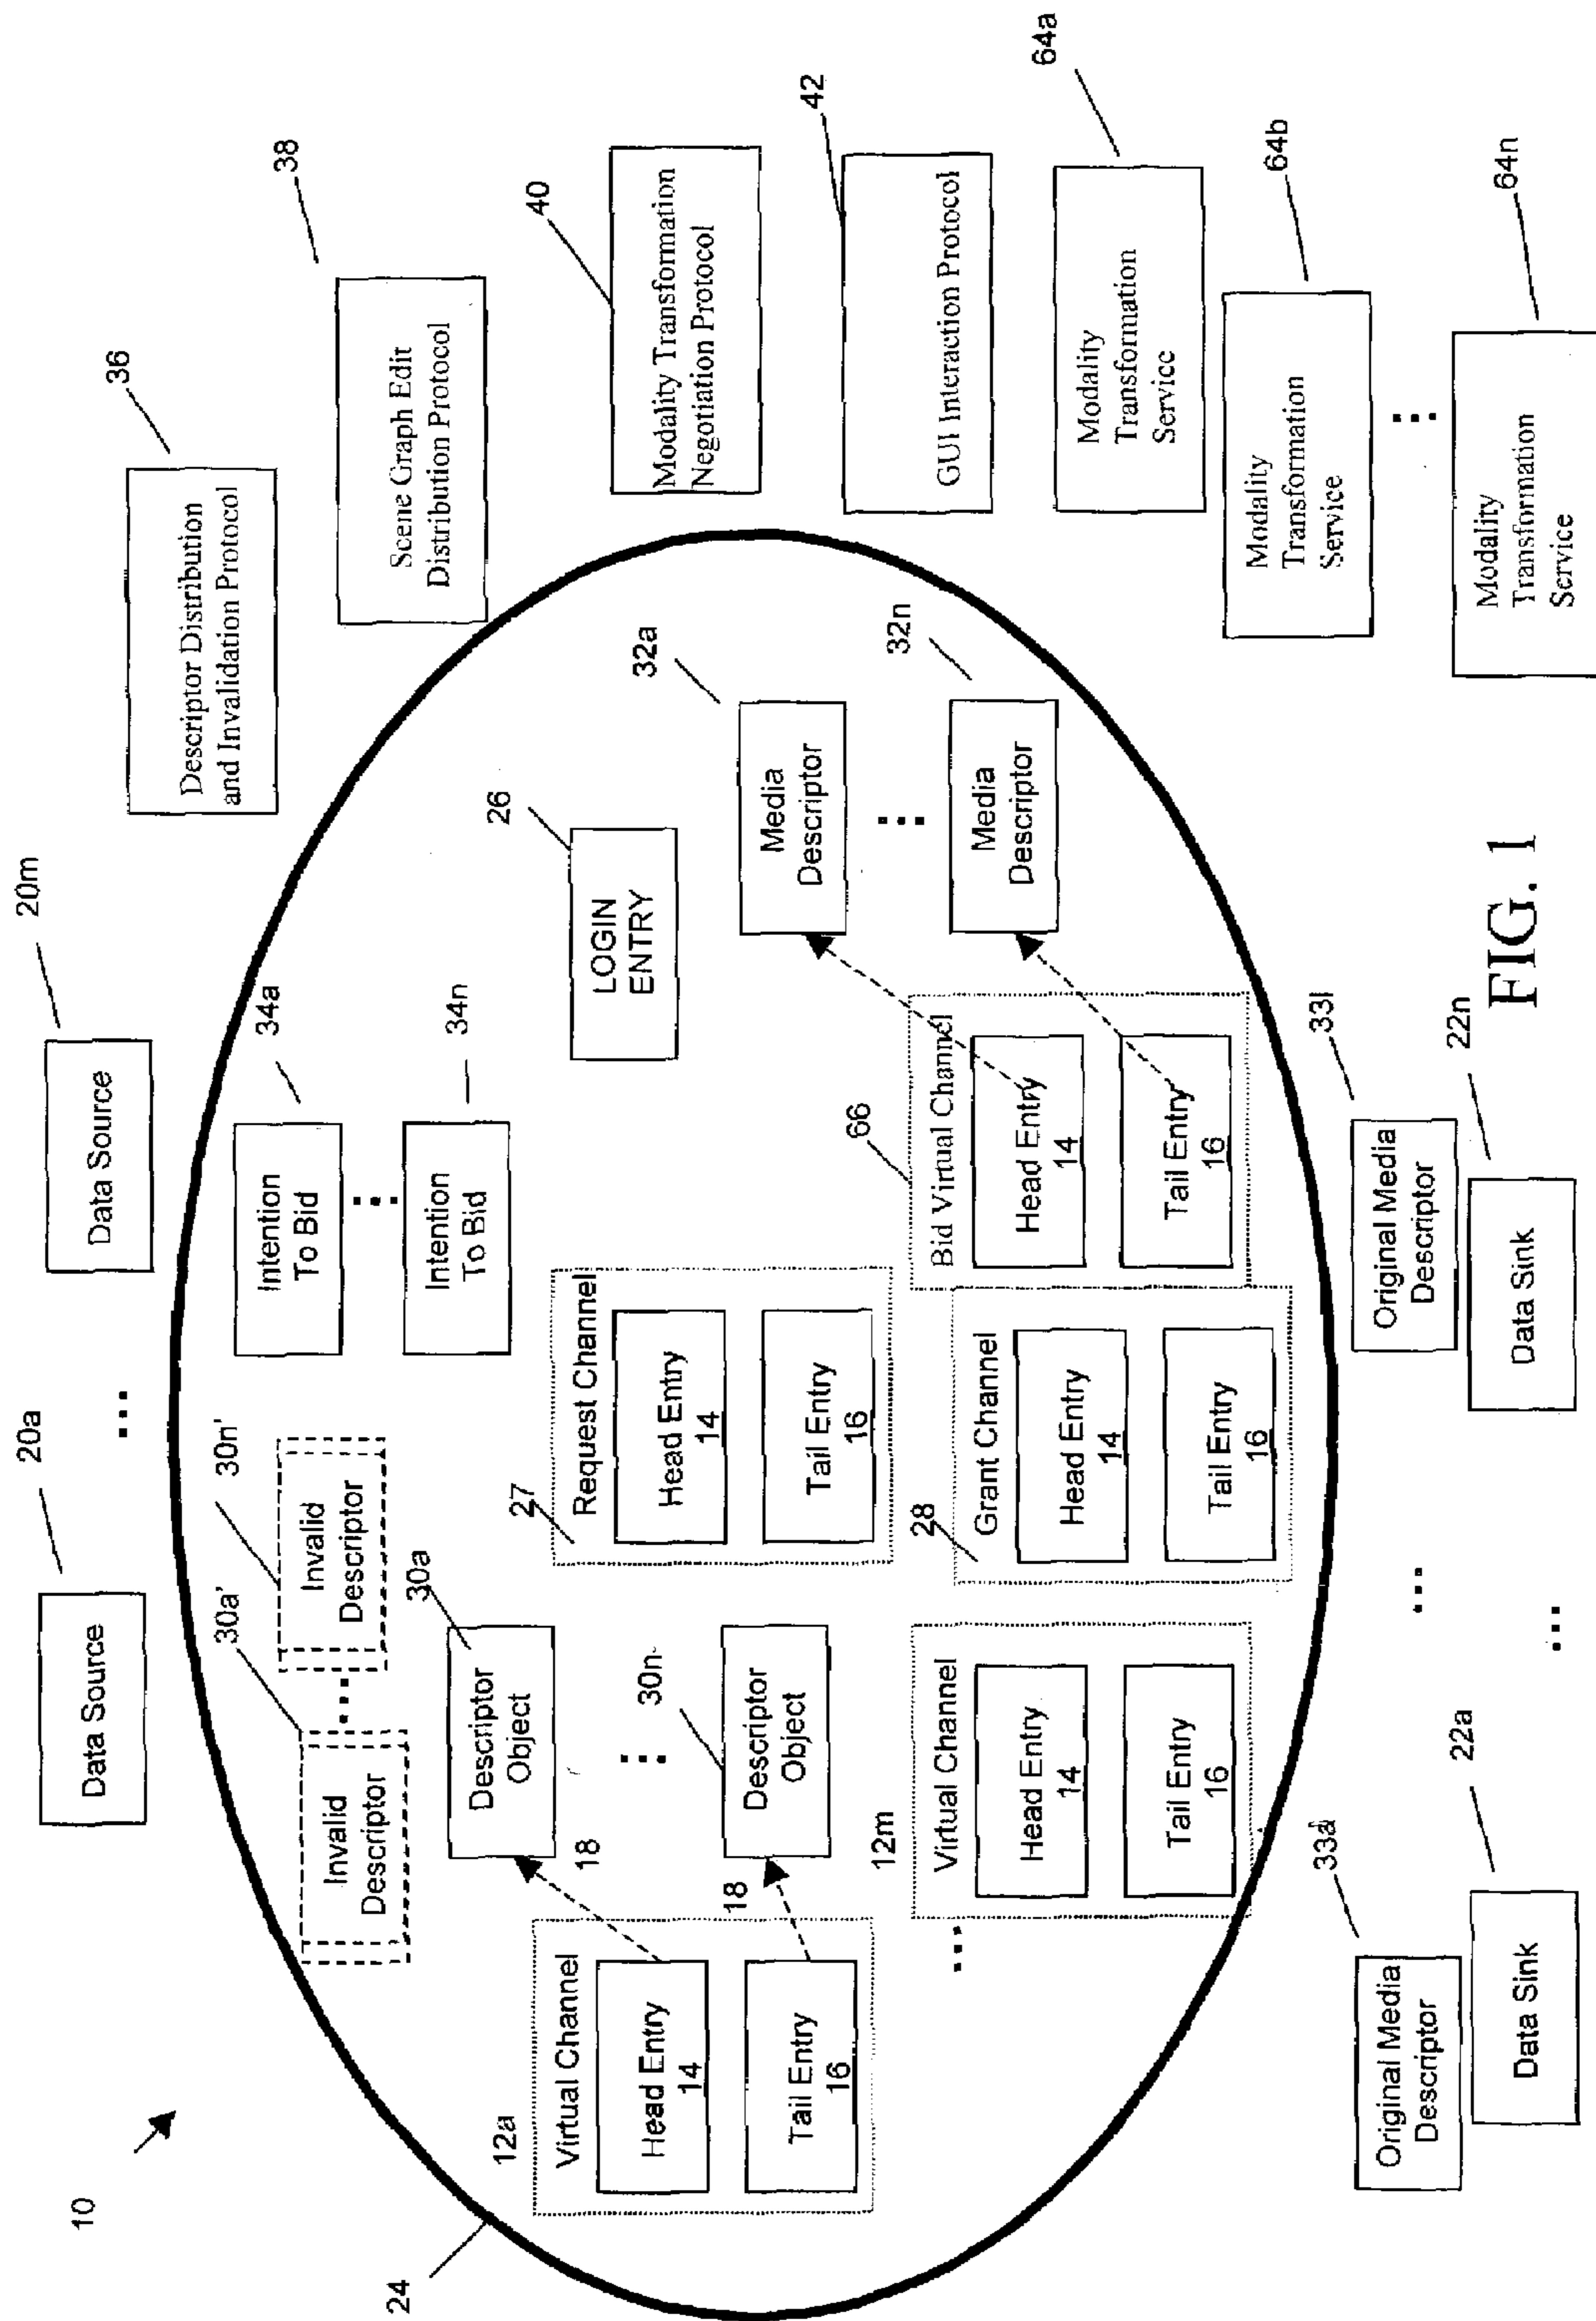 10
24
20a
Data Source
...
20m
Data Source
36
Descriptor Distribution
and Invalidation Protocol
38
Scene Graph Edit
Distribution Protocol
40
Modality Transformation
Negotiation Protocol
42
GUI Interaction Protocol
64a
Modality
Transformation
Service
64b
Modality
Transformation
Service
...
64n
Modality
Transformation
Service
30a'
Invalid
Descriptor
...
30n'
Invalid
Descriptor
34a
Intention
To Bid
...
34n
Intention
To Bid
26
LOGIN
ENTRY
30a
Descriptor
Object
18
...
30n
Descriptor
Object
18
12a
Virtual Channel
Head Entry
14
Tail Entry
16
...
12m
Virtual Channel
Head Entry
14
Tail Entry
16
27
Request Channel
Head Entry
14
Tail Entry
16
28
Grant Channel
Head Entry
14
Tail Entry
16
66
Bid Virtual Channel
Head Entry
14
Tail Entry
16
32a
Media
Descriptor
...
32n
Media
Descriptor
33a
Original Media
Descriptor
22a
Data Sink
...
...
33l
Original Media
Descriptor
22n
Data Sink
FIG. 1